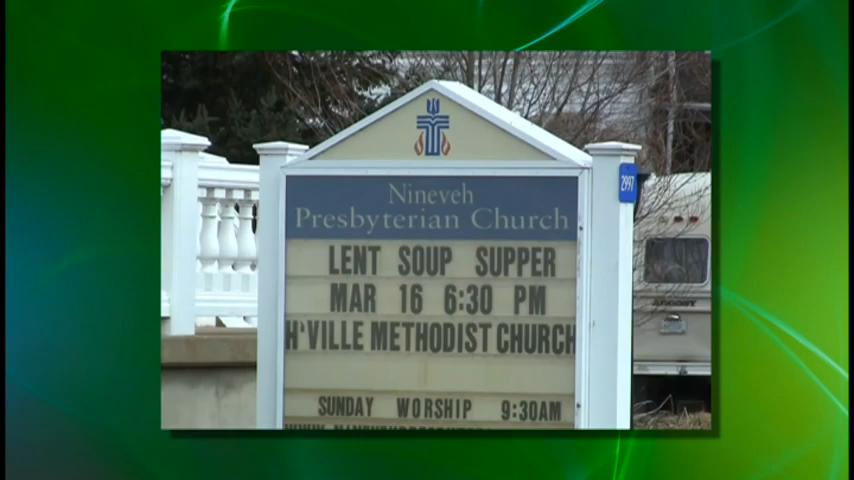 Nineveh
Presbyterian Church
2997
LENT SOUP SUPPER
MAR 16 6:30 PM
H'VILLE METHODIST CHURCH
ARGOSY
SUNDAY WORSHIP 9:30AM